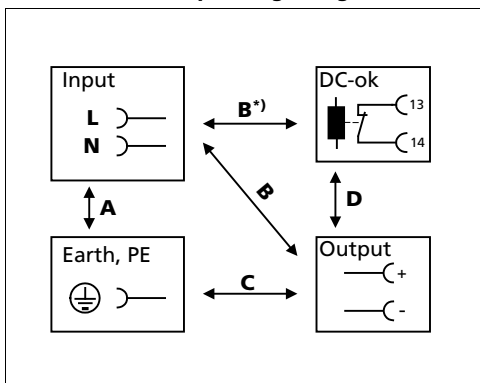 Input
L
N
B*)
DC-ok
13
14
A
B
D
Earth, PE
C
Output
+
-